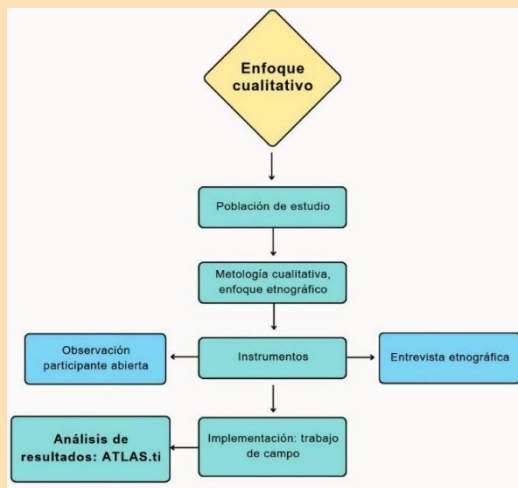 Enfoque
cualitativo
Población de estudio
Metología cualitativa,
enfoque etnográfico
Observación
participante abierta
Instrumentos
Entrevista etnográfica
Análisis de
resultados: ATLAS.ti
Implementación: trabajo
de campo